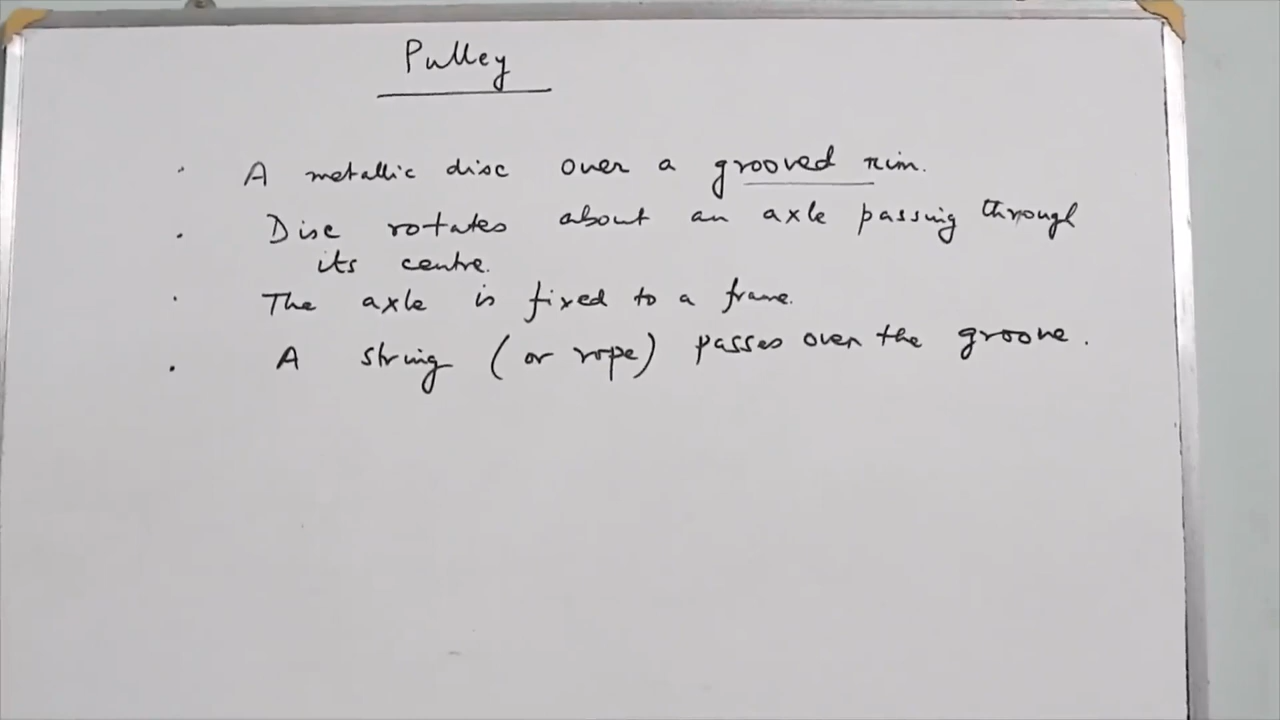 Pulley
. A metallic disc over a grooved rim.
. Disc rotates about an axle passing through
its centre.
. The axle is fixed to a frame.
. A string (or rope) passes over the groove.